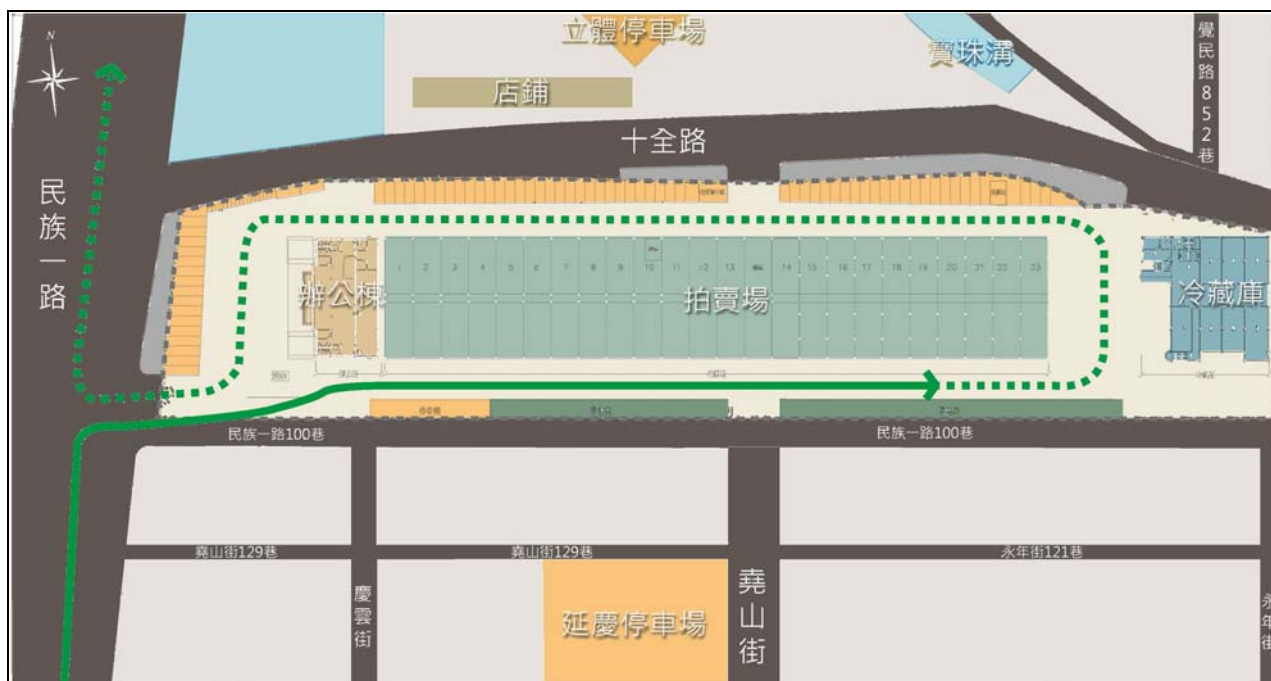 N
立體停車場
寶珠溝
覺民路852巷
店鋪
十全路
民族一路
1 2 3 4 5 6 7 8 9 10 11 12 13 14 15 16 17 18 19 20 21 22 23
辦公棟
拍賣場
冷藏庫
民族一路100巷
民族一路100巷
堯山街129巷
堯山街129巷
永年街121巷
慶雲街
延慶停車場
堯山街
永年街